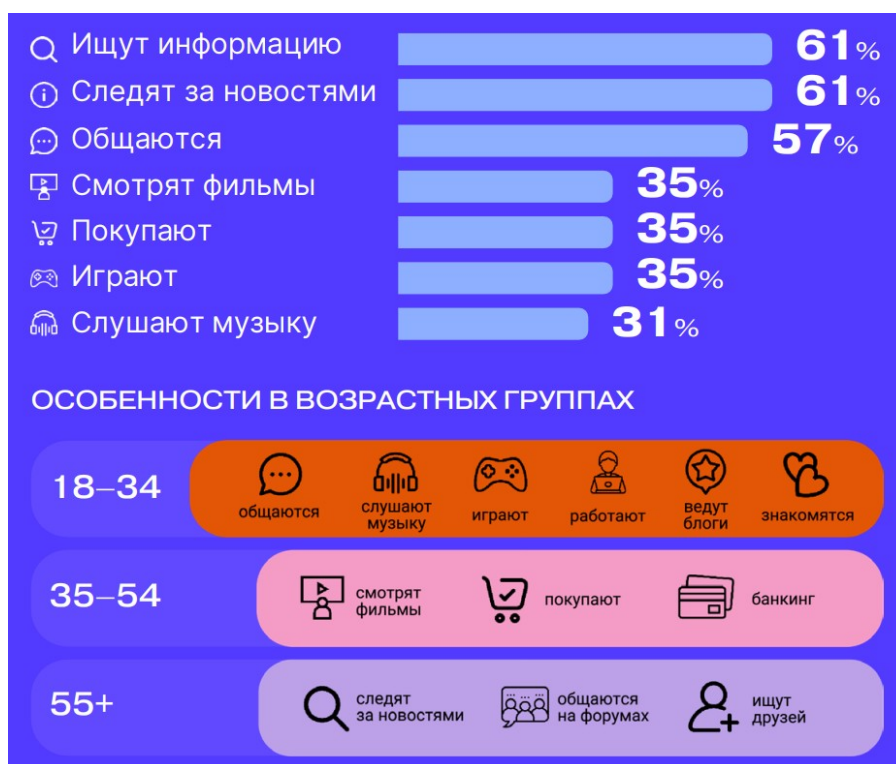 Ищут информацию 61%
Следят за новостями 61%
Общаются 57%
Смотрят фильмы 35%
Покупают 35%
Играют 35%
Слушают музыку 31%
ОСОБЕННОСТИ В ВОЗРАСТНЫХ ГРУППАХ
18–34
общаются
слушают
музыку
играют
работают
ведут
блоги
знакомятся
35–54
смотрят
фильмы
покупают
банкинг
55+
следят
за новостями
общаются
на форумах
ищут
друзей